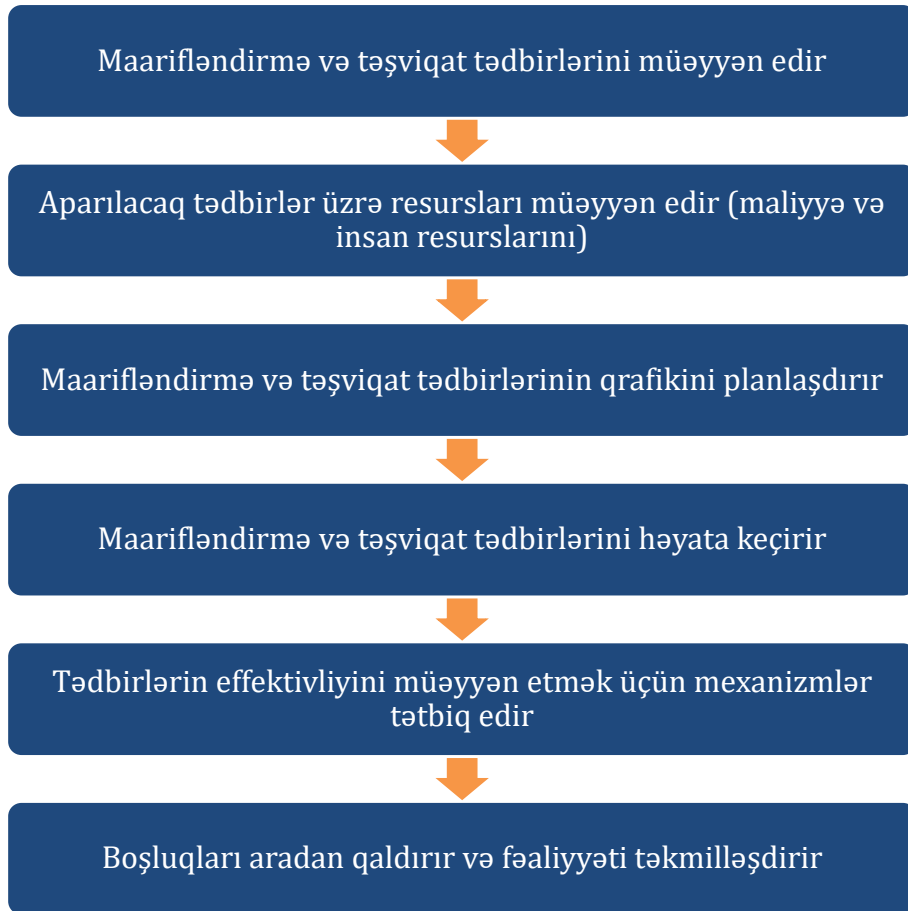 Maarifləndirmə və təşviqat tədbirlərini müəyyən edir
Aparılacaq tədbirlər üzrə resursları müəyyən edir (maliyyə və
insan resurslarını)
Maarifləndirmə və təşviqat tədbirlərinin qrafikini planlaşdırır
Maarifləndirmə və təşviqat tədbirlərini həyata keçirir
Tədbirlərin effektivliyini müəyyən etmək üçün mexanizmlər
tətbiq edir
Boşluqları aradan qaldırır və fəaliyyəti təkmilləşdirir